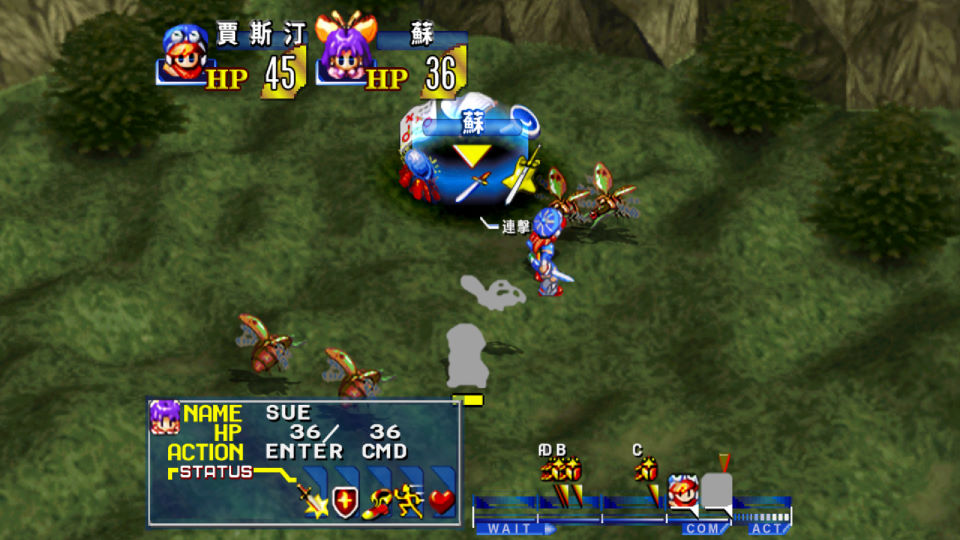 賈斯汀 蘇
HP 45 HP 36
蘇
連擊
NAME SUE
HP 36/ 36
ACTION ENTER CMD
STATUS
AD B C
WAIT COM ACT